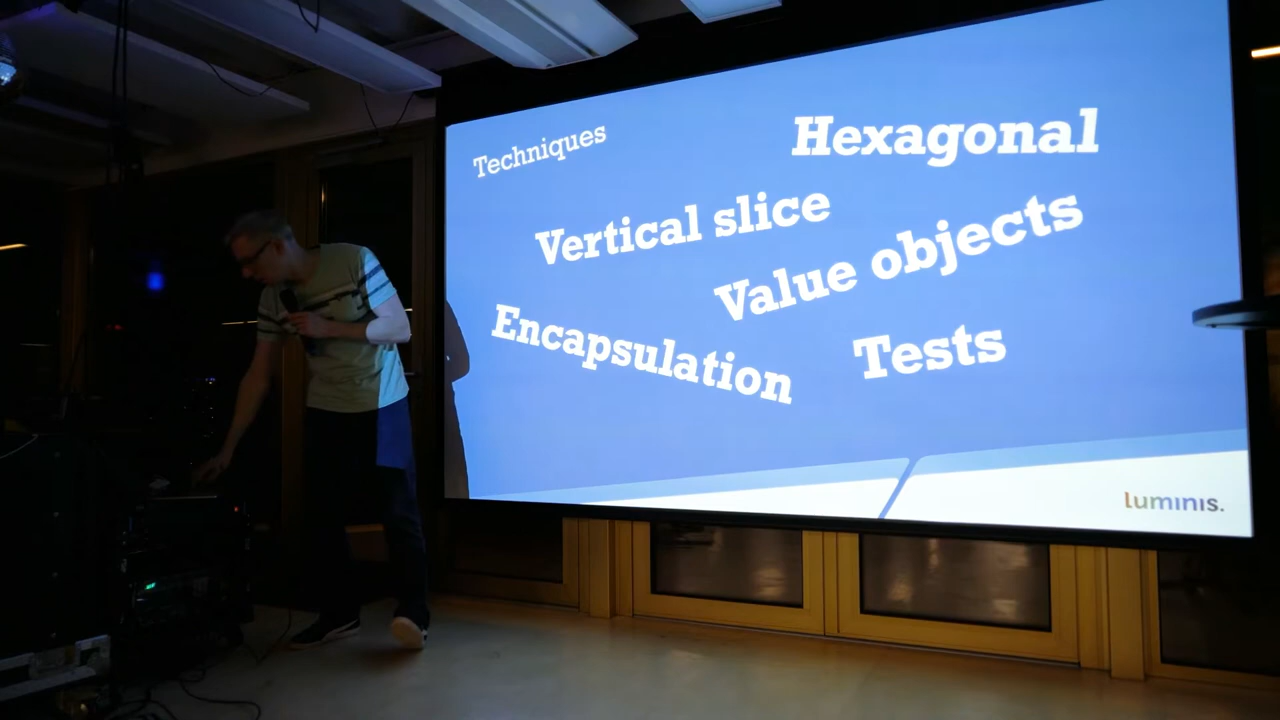 Techniques
Hexagonal
Vertical slice
Value objects
Encapsulation
Tests
luminis.